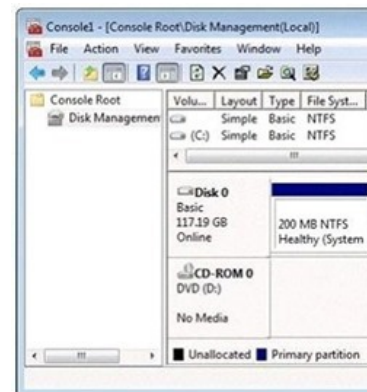 Console1 - [Console Root\Disk Management(Local)]
File Action View Favorites Window Help
Console Root
Disk Managemen
Volu... Layout Type File Syst...
Simple Basic NTFS
(C:) Simple Basic NTFS
Disk 0
Basic
117.19 GB
Online
200 MB NTFS
Healthy (System
CD-ROM 0
DVD (D:)
No Media
Unallocated Primary partition